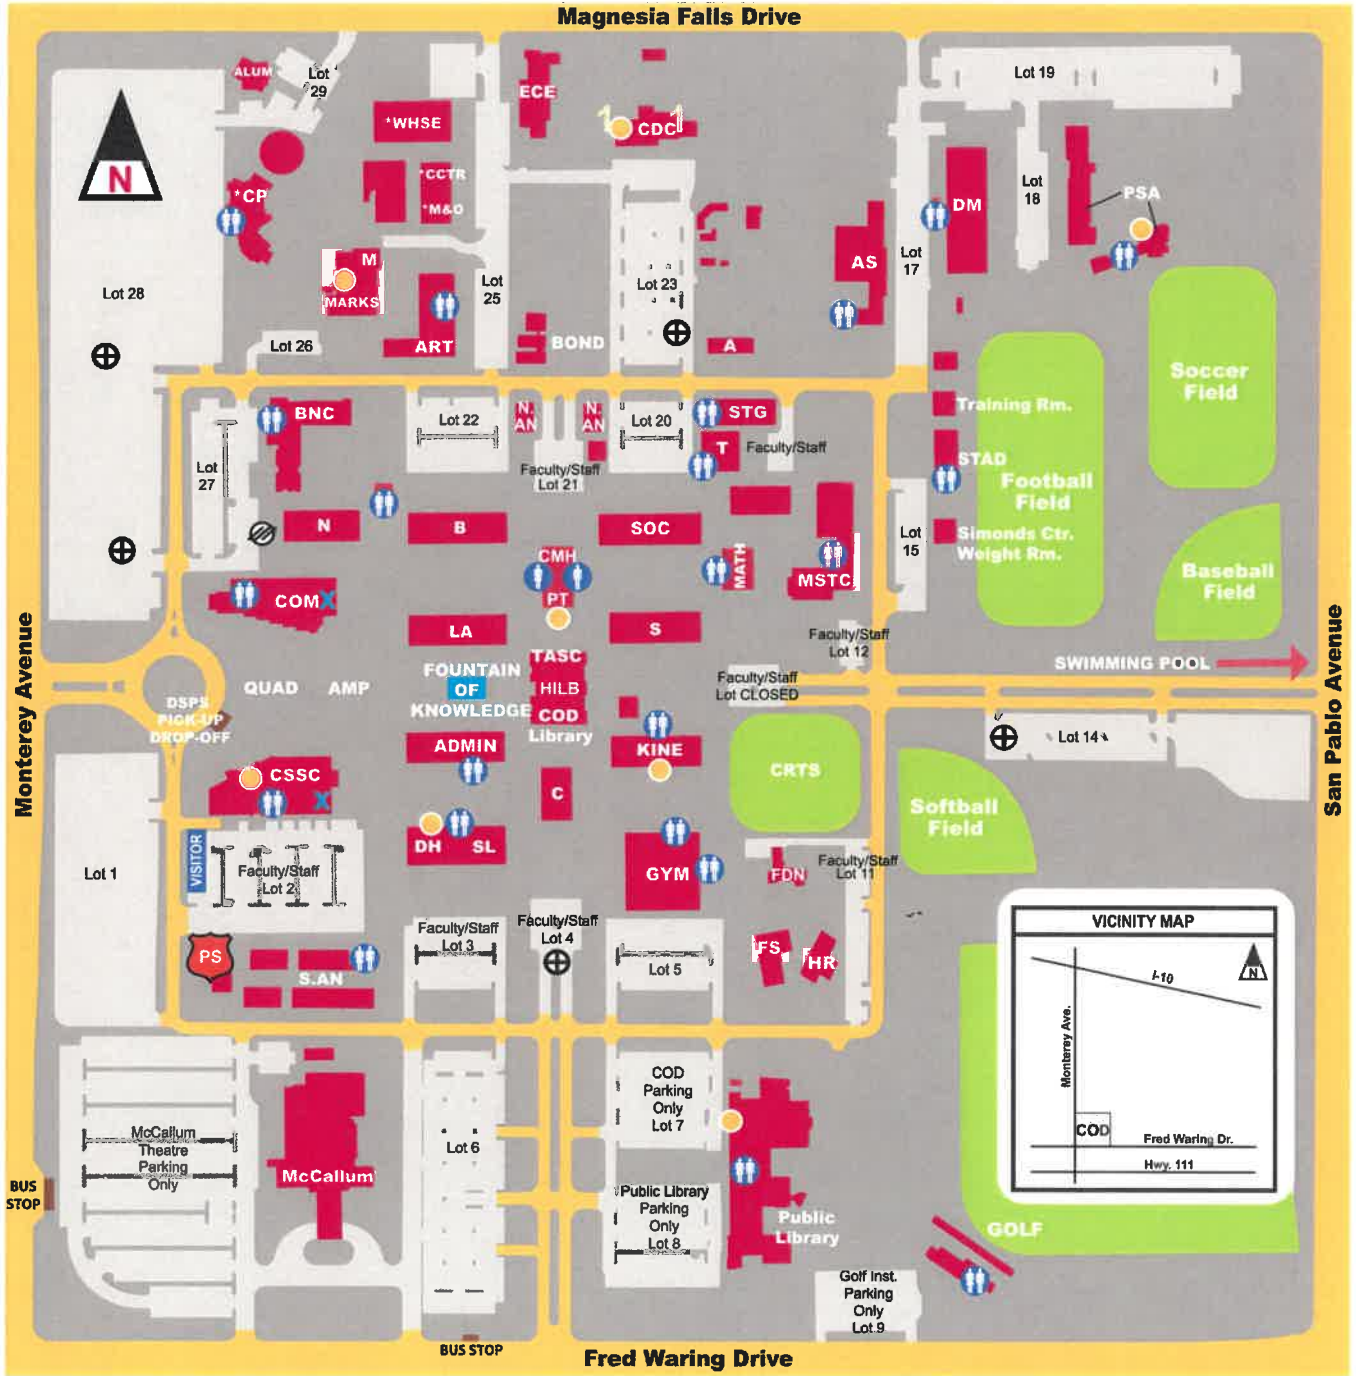 Magnesia Falls Drive
ALUM
Lot
29
ECE
Lot 19
*WHSE
CDC
*CCTR
*M&O
*CP
N
Lot
18
PSA
DM
M
MARKS
Lot 28
Lot
25
Lot 23
AS
Lot
17
Lot 26
ART
BOND
A
Soccer
Field
BNC
Lot 22
N.
AN
N.
AN
Lot 20
STG
Training Rm.
T
Faculty/Staff
Lot
27
Faculty/Staff
Lot 21
STAD
Football
Field
N
B
SOC
Lot
15
Simonds Ctr.
Weight Rm.
CMH
PT
MATH
MSTC
Baseball
Field
COM X
LA
S
Faculty/Staff
Lot 12
Monterey Avenue
San Pablo Avenue
TASC
HILB
COD
Library
FOUNTAIN
OF
KNOWLEDGE
Faculty/Staff
Lot CLOSED
SWIMMING POOL
QUAD
AMP
DSPS
PICK-UP
DROP-OFF
ADMIN
KINE
Lot 14
CSSC
X
C
CRTS
Softball
Field
DH
SL
VISITOR
Lot 1
Faculty/Staff
Lot 2
GYM
FDN
Faculty/Staff
Lot 11
Faculty/Staff
Lot 3
Faculty/Staff
Lot 4
Lot 5
PS
S.AN
FS
HR
VICINITY MAP
I-10
N
Monterey Ave.
COD
Fred Waring Dr.
Hwy. 111
COD
Parking
Only
Lot 7
McCallum
Theatre
Parking
Only
McCallum
Lot 6
BUS
STOP
Public Library
Parking
Only
Lot 8
Public
Library
GOLF
Golf Inst.
Parking
Only
Lot 9
BUS STOP
Fred Waring Drive